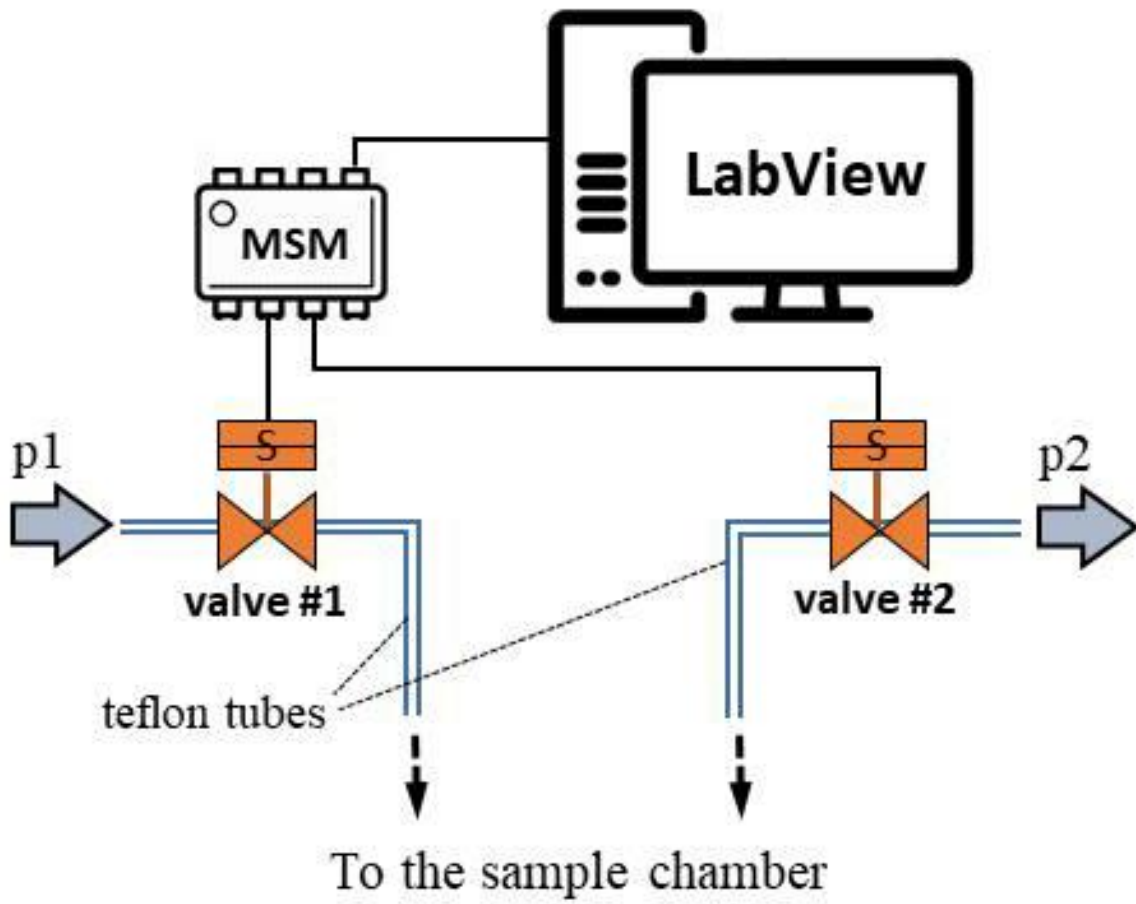 LabView
MSM
S
S
p1
p2
valve #1
valve #2
teflon tubes
To the sample chamber